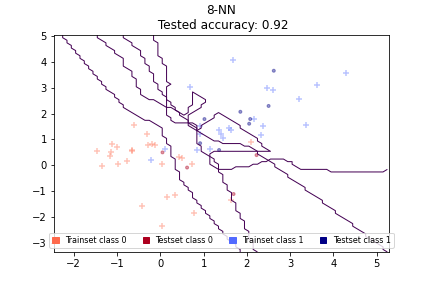 8-NN
Tested accuracy: 0.92
5
4
3
2
1
0
−1
−2
−3
−2 −1 0 1 2 3 4 5
Trainset class 0 Testset class 0 Trainset class 1 Testset class 1